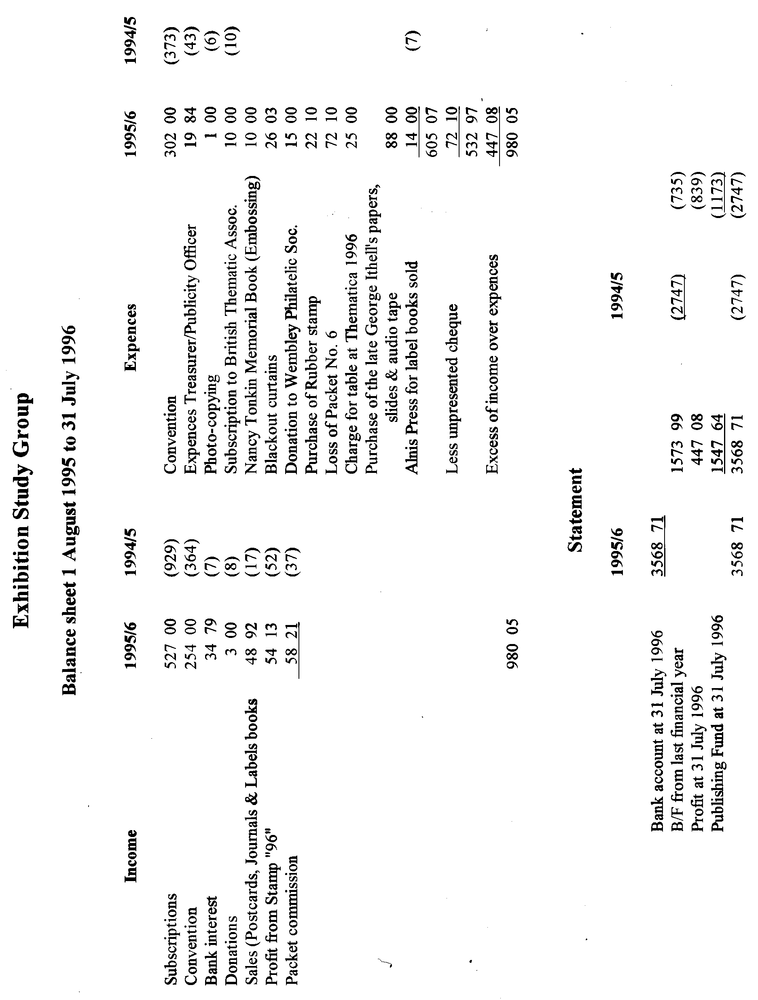 Exhibition Study Group
Balance sheet 1 August 1995 to 31 July 1996
Income 1995/6 1994/5 Expences 1995/6 1994/5
Subscriptions 527 00 (929) Convention 302 00 (373)
Convention 254 00 (364) Expences Treasurer/Publicity Officer 19 84 (43)
Bank interest 34 79 (7) Photo-copying 1 00 (6)
Donations 3 00 (8) Subscription to British Thematic Assoc. 10 00 (10)
Sales (Postcards, Journals & Labels books 48 92 (17) Nancy Tonkin Memorial Book (Embossing) 10 00
Profit from Stamp "96" 54 13 (52) Blackout curtains 26 03
Packet commission 58 21 (37) Donation to Wembley Philatelic Soc. 15 00
Purchase of Rubber stamp 22 10
Loss of Packet No. 6 72 10
Charge for table at Thematica 1996 25 00
Purchase of the late George Ithell's papers,
slides & audio tape 88 00
Alnis Press for label books sold 14 00 (7)
605 07
Less unpresented cheque 72 10
532 97
Excess of income over expences 447 08
980 05 980 05
Statement
1995/6 1994/5
Bank account at 31 July 1996 3568 71
B/F from last financial year 1573 99 (2747) (735)
Profit at 31 July 1996 447 08 (839)
Publishing Fund at 31 July 1996 1547 64 (1173)
3568 71 3568 71 (2747) (2747)